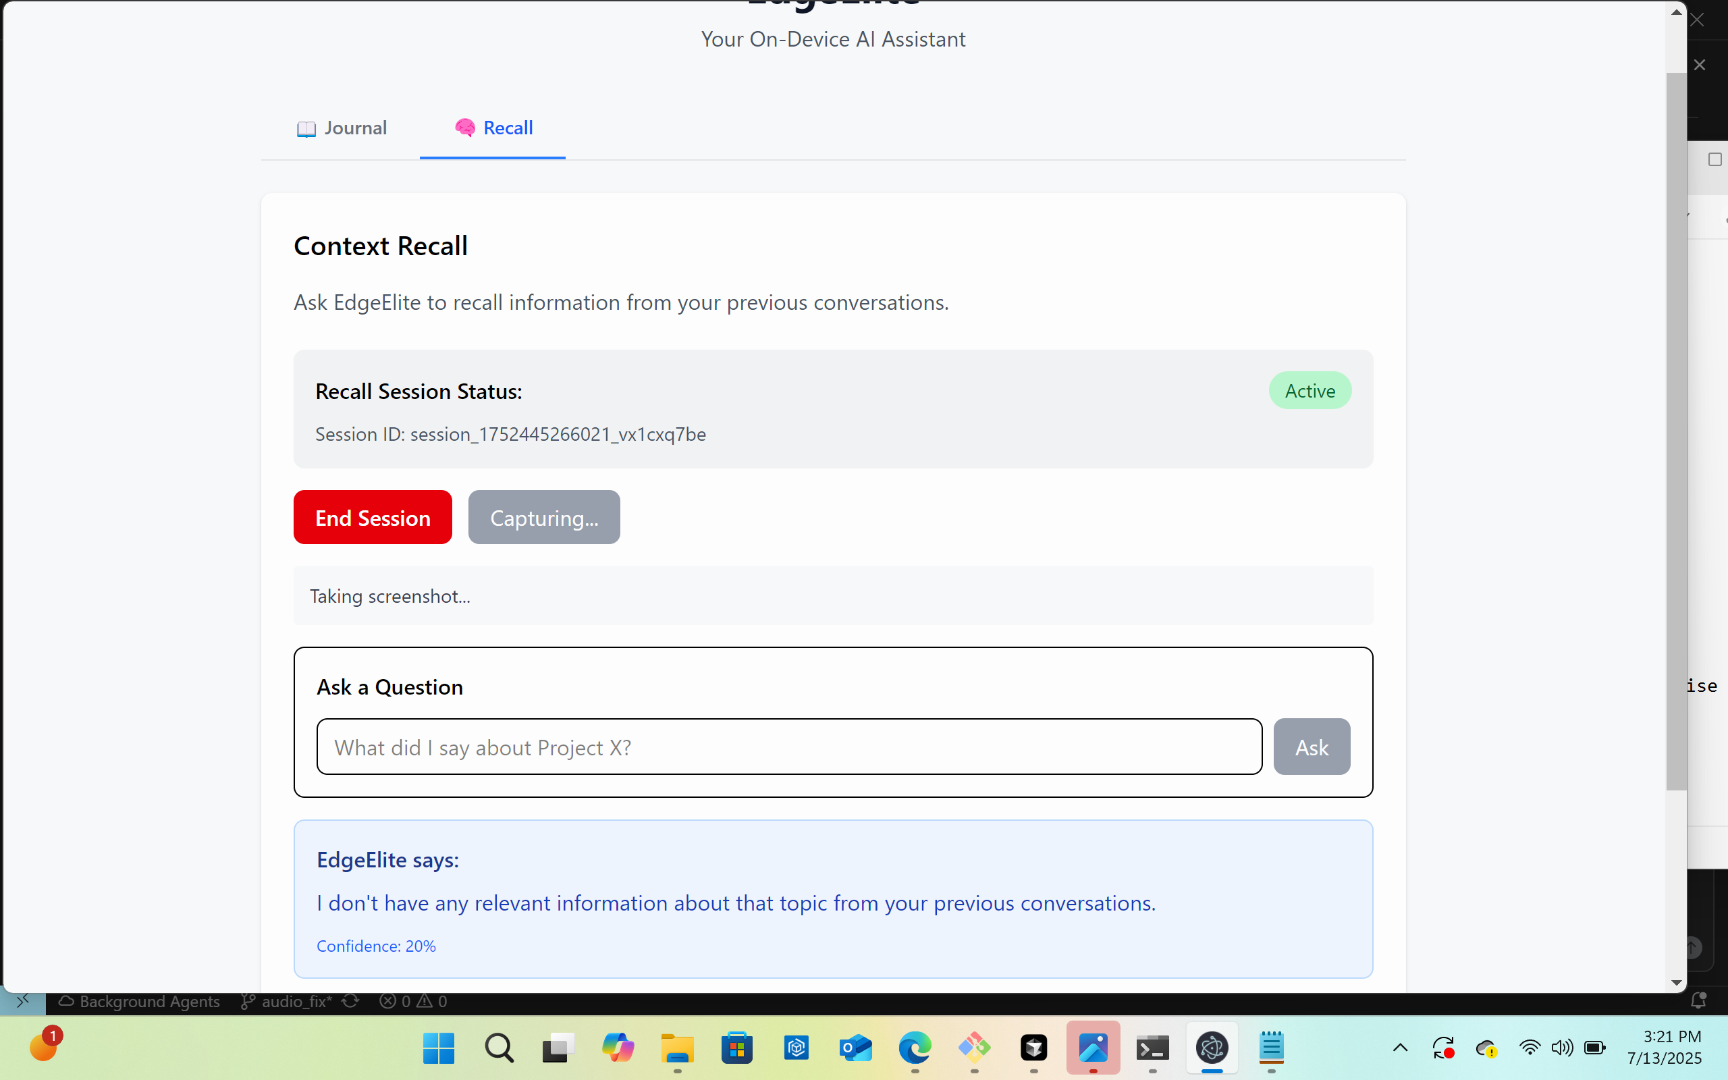 EdgeElite
Your On-Device AI Assistant
Journal
Recall
Context Recall
Ask EdgeElite to recall information from your previous conversations.
Recall Session Status:
Active
Session ID: session_1752445266021_vx1cxq7be
End Session
Capturing...
Taking screenshot...
Ask a Question
What did I say about Project X?
Ask
EdgeElite says:
I don't have any relevant information about that topic from your previous conversations.
Confidence: 20%
ise
Background Agents
audio_fix*
0
0
1
3:21 PM
7/13/2025